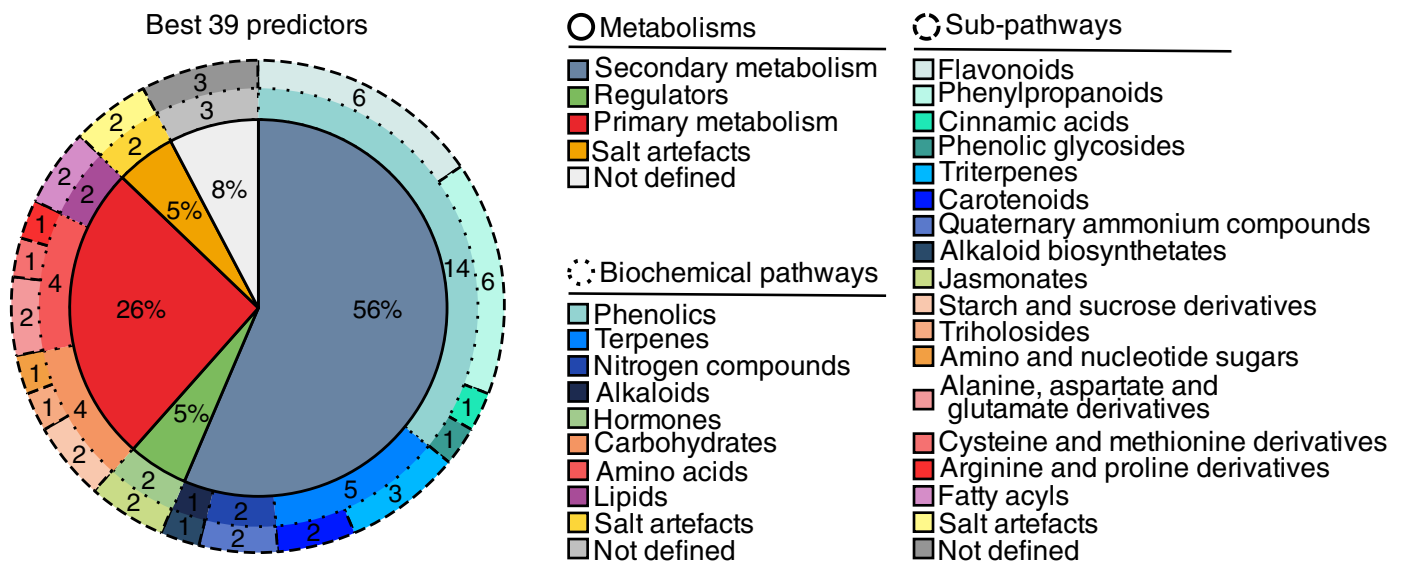 Best 39 predictors
3
3
6
2
2
8%
2
2
5%
1
14
6
1
4
26%
56%
2
1
1
4
5%
1
1
2
2
5
3
2
1
2
2
1
2
2
Metabolisms
Secondary metabolism
Regulators
Primary metabolism
Salt artefacts
Not defined
Biochemical pathways
Phenolics
Terpenes
Nitrogen compounds
Alkaloids
Hormones
Carbohydrates
Amino acids
Lipids
Salt artefacts
Not defined
Sub-pathways
Flavonoids
Phenylpropanoids
Cinnamic acids
Phenolic glycosides
Triterpenes
Carotenoids
Quaternary ammonium compounds
Alkaloid biosynthetates
Jasmonates
Starch and sucrose derivatives
Triholosides
Amino and nucleotide sugars
Alanine, aspartate and
glutamate derivatives
Cysteine and methionine derivatives
Arginine and proline derivatives
Fatty acyls
Salt artefacts
Not defined